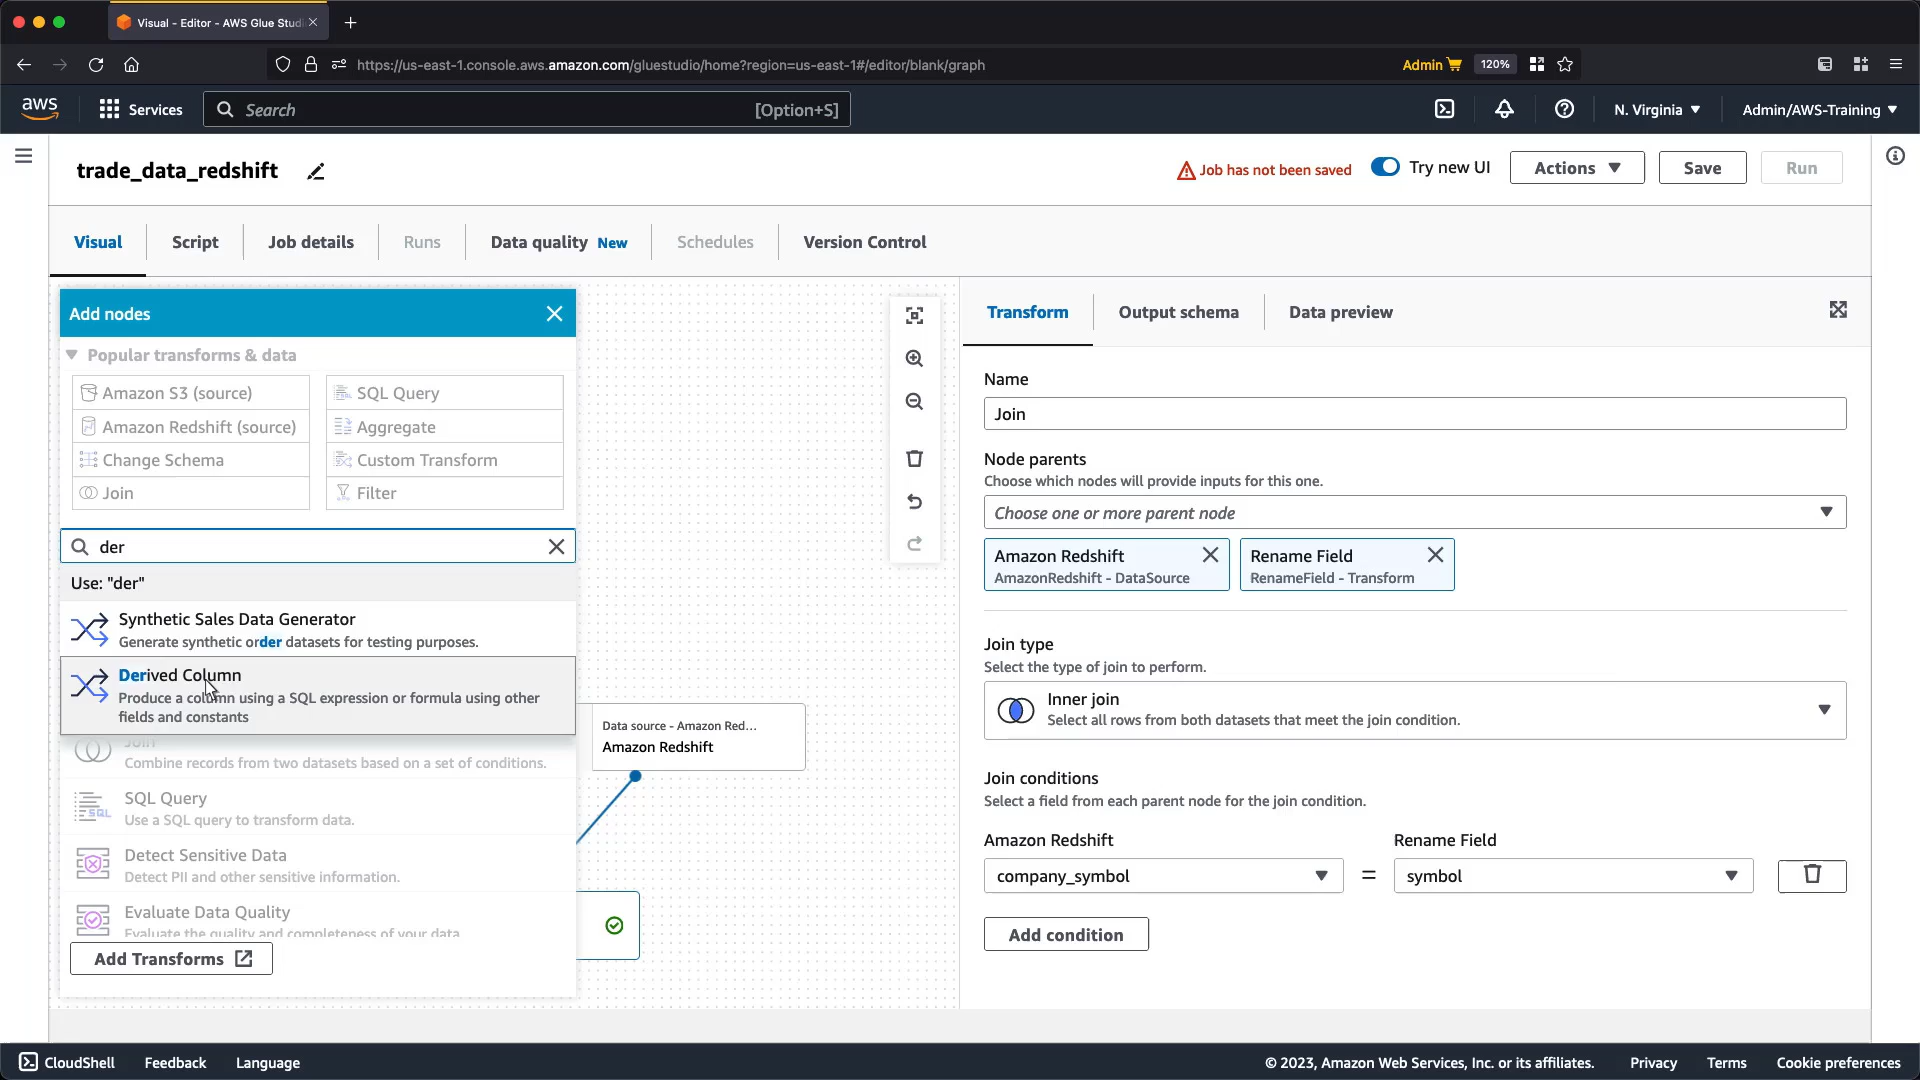 Visual - Editor - AWS Glue Studi
https://us-east-1.console.aws.amazon.com/gluestudio/home?region=us-east-1#/editor/blank/graph
Admin
120%
aws
Services
Search
[Option+S]
N. Virginia
Admin/AWS-Training
trade_data_redshift
Job has not been saved
Try new UI
Actions
Save
Run
Visual
Script
Job details
Runs
Data quality New
Schedules
Version Control
Add nodes
Popular transforms & data
Amazon S3 (source)
SQL Query
Amazon Redshift (source)
Aggregate
Change Schema
Custom Transform
Join
Filter
der
Use: "der"
Synthetic Sales Data Generator
Generate synthetic order datasets for testing purposes.
Derived Column
Produce a column using a SQL expression or formula using other
fields and constants
Join
Combine records from two datasets based on a set of conditions.
SQL Query
Use a SQL query to transform data.
Detect Sensitive Data
Detect PII and other sensitive information.
Evaluate Data Quality
Evaluate the quality and completeness of your data
Add Transforms
Data source - Amazon Red...
Amazon Redshift
Transform
Output schema
Data preview
Name
Join
Node parents
Choose which nodes will provide inputs for this one.
Choose one or more parent node
Amazon Redshift
AmazonRedshift - DataSource
Rename Field
RenameField - Transform
Join type
Select the type of join to perform.
Inner join
Select all rows from both datasets that meet the join condition.
Join conditions
Select a field from each parent node for the join condition.
Amazon Redshift
Rename Field
company_symbol
=
symbol
Add condition
CloudShell
Feedback
Language
© 2023, Amazon Web Services, Inc. or its affiliates.
Privacy
Terms
Cookie preferences